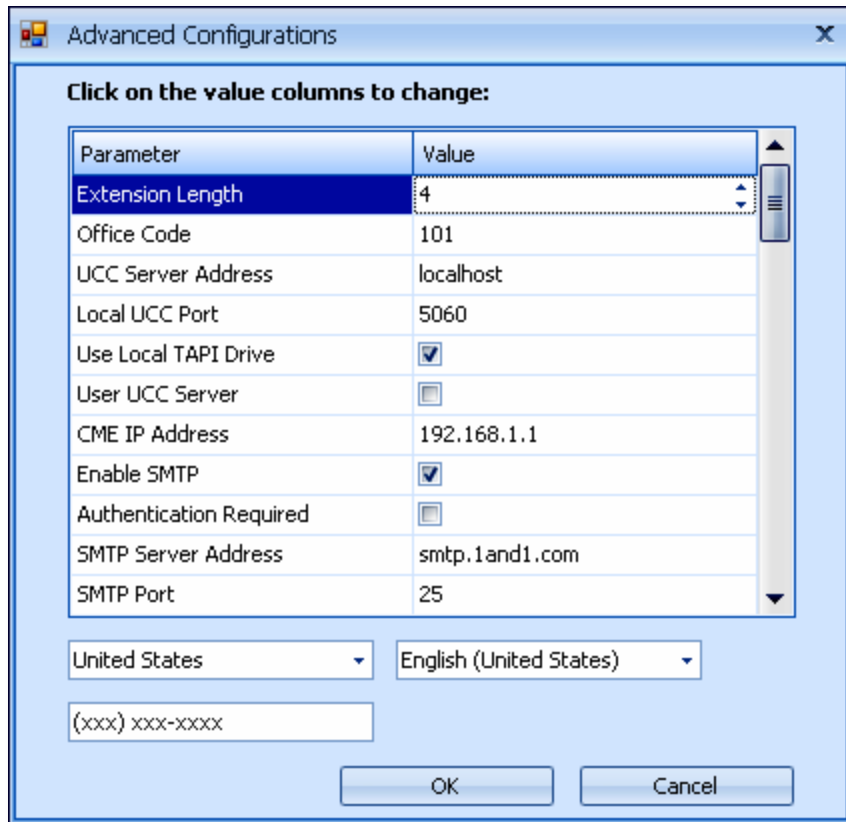 Advanced Configurations
Click on the value columns to change:
Parameter Value
Extension Length 4
Office Code 101
UCC Server Address localhost
Local UCC Port 5060
Use Local TAPI Drive
User UCC Server
CME IP Address 192.168.1.1
Enable SMTP
Authentication Required
SMTP Server Address smtp.1and1.com
SMTP Port 25
United States English (United States)
(xxx) xxx-xxxx
OK Cancel